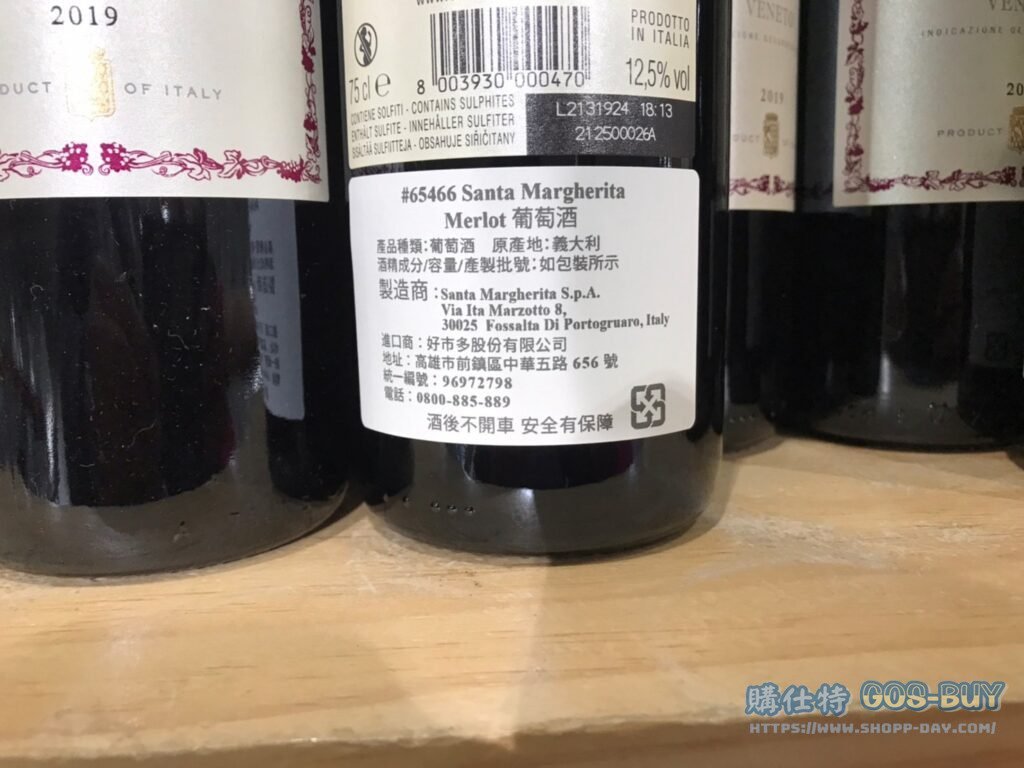 2019
DUCT OF ITALY
75 cl e
8 003930 000470
PRODOTTO
IN ITALIA
12,5% vol
CONTIENE SOLFITI - CONTAINS SULPHITES
ENTHÄLT SULFITE - INNEHÅLLER SULFITER
SISÄLTÄÄ SULFIITTEJA - OBSAHUJE SIŘIČITANY
L2131924 18:13
212500026A
#65466 Santa Margherita
Merlot 葡萄酒
產品種類:葡萄酒 原產地:義大利
酒精成分/容量/產製批號:如包裝所示
製造商:Santa Margherita S.p.A.
Via Ita Marzotto 8,
30025 Fossalta Di Portogruaro, Italy
進口商:好市多股份有限公司
地址:高雄市前鎮區中華五路 656 號
統一編號:96972798
電話:0800-885-889
酒後不開車 安全有保障
VENETO
2019
DUCT
INDICAZIONE GE
20
PRODUCT
購仕特 GOS-BUY
HTTPS://WWW.SHOPP-DAY.COM/